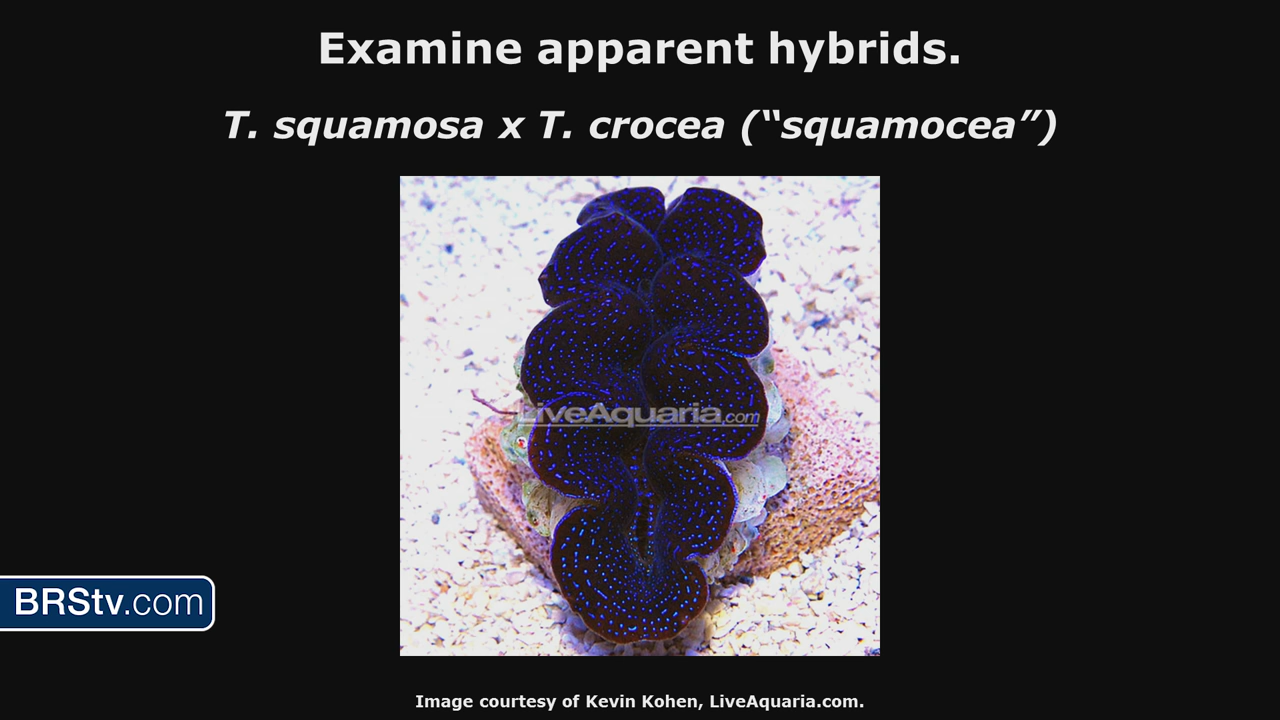 Examine apparent hybrids.
T. squamosa x T. crocea (“squamocea”)
LiveAquaria.com
BRStv.com
Image courtesy of Kevin Kohen, LiveAquaria.com.